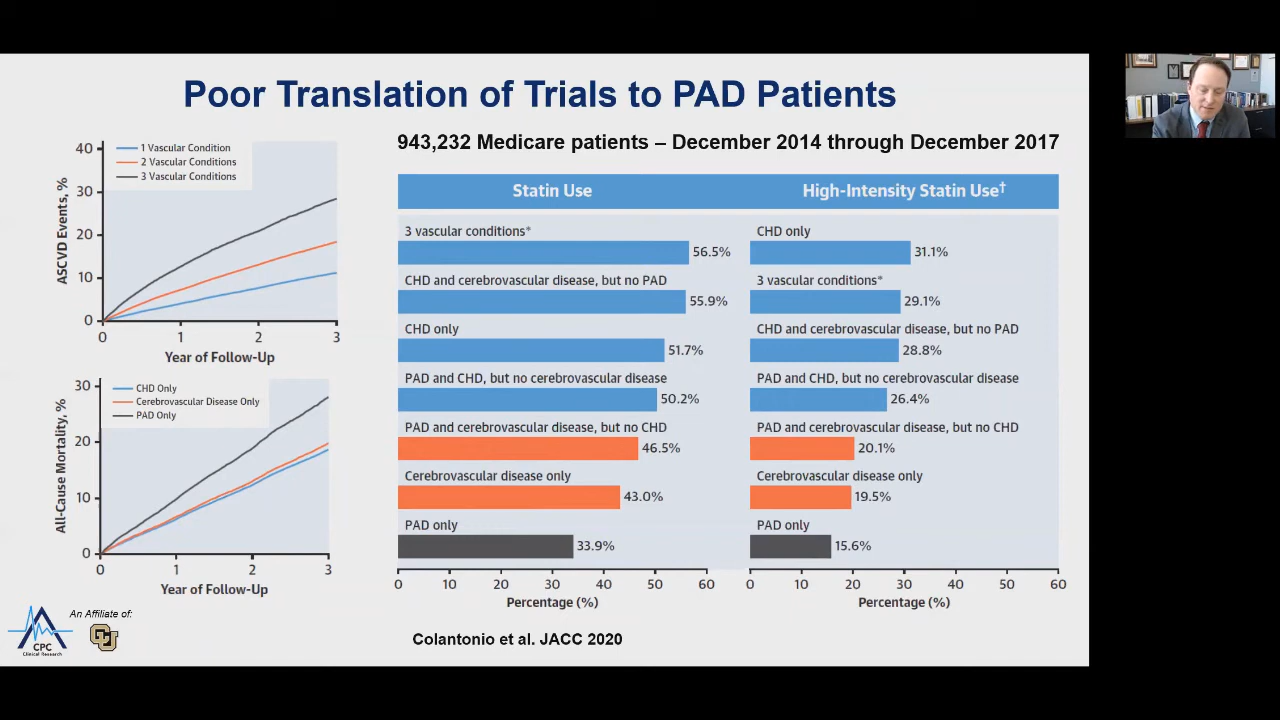 Poor Translation of Trials to PAD Patients
943,232 Medicare patients – December 2014 through December 2017
ASCVD Events, %
40
30
20
10
0
1 Vascular Condition
2 Vascular Conditions
3 Vascular Conditions
0 1 2 3
Year of Follow-Up
All-Cause Mortality, %
30
20
10
0
CHD Only
Cerebrovascular Disease Only
PAD Only
0 1 2 3
Year of Follow-Up
Statin Use
3 vascular conditions*
56.5%
CHD and cerebrovascular disease, but no PAD
55.9%
CHD only
51.7%
PAD and CHD, but no cerebrovascular disease
50.2%
PAD and cerebrovascular disease, but no CHD
46.5%
Cerebrovascular disease only
43.0%
PAD only
33.9%
0 10 20 30 40 50 60
Percentage (%)
High-Intensity Statin Use†
CHD only
31.1%
3 vascular conditions*
29.1%
CHD and cerebrovascular disease, but no PAD
28.8%
PAD and CHD, but no cerebrovascular disease
26.4%
PAD and cerebrovascular disease, but no CHD
20.1%
Cerebrovascular disease only
19.5%
PAD only
15.6%
0 10 20 30 40 50 60
Percentage (%)
An Affiliate of:
CPC
Clinical Research
CU
Colantonio et al. JACC 2020